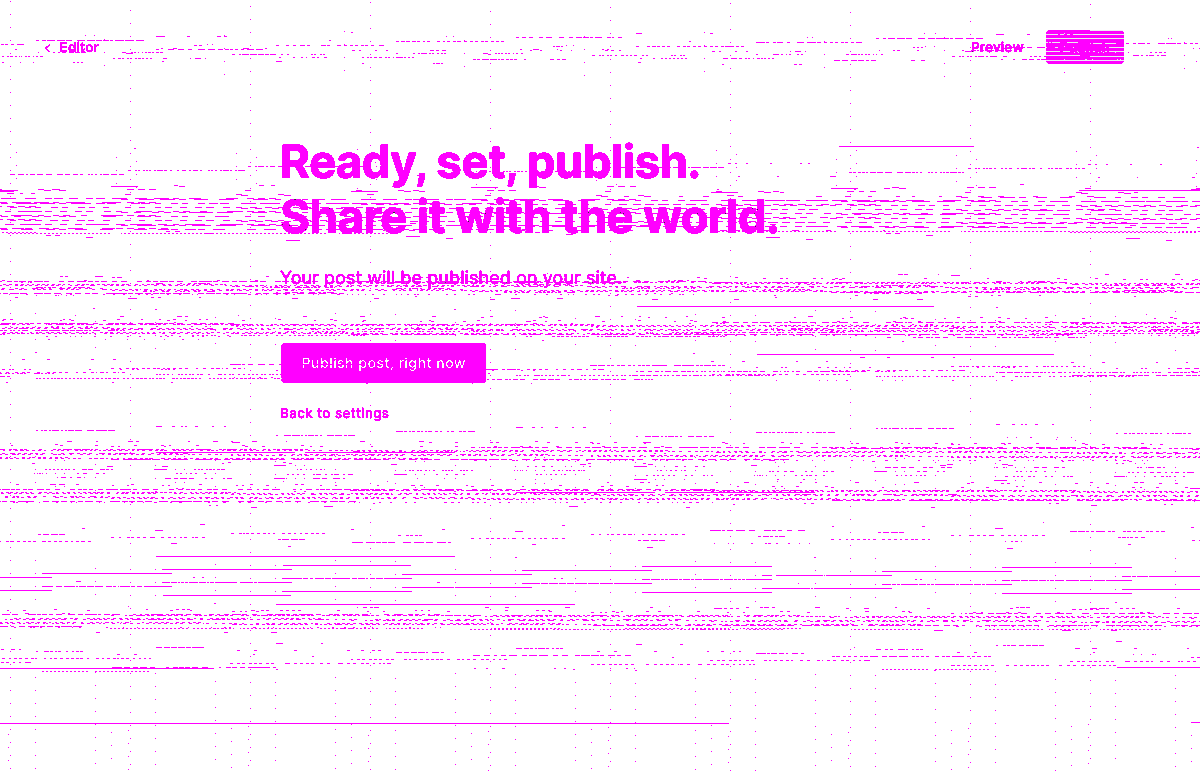 ‹ Editor
Preview
Ready, set, publish.
Share it with the world.
Your post will be published on your site.
Publish post, right now
Back to settings